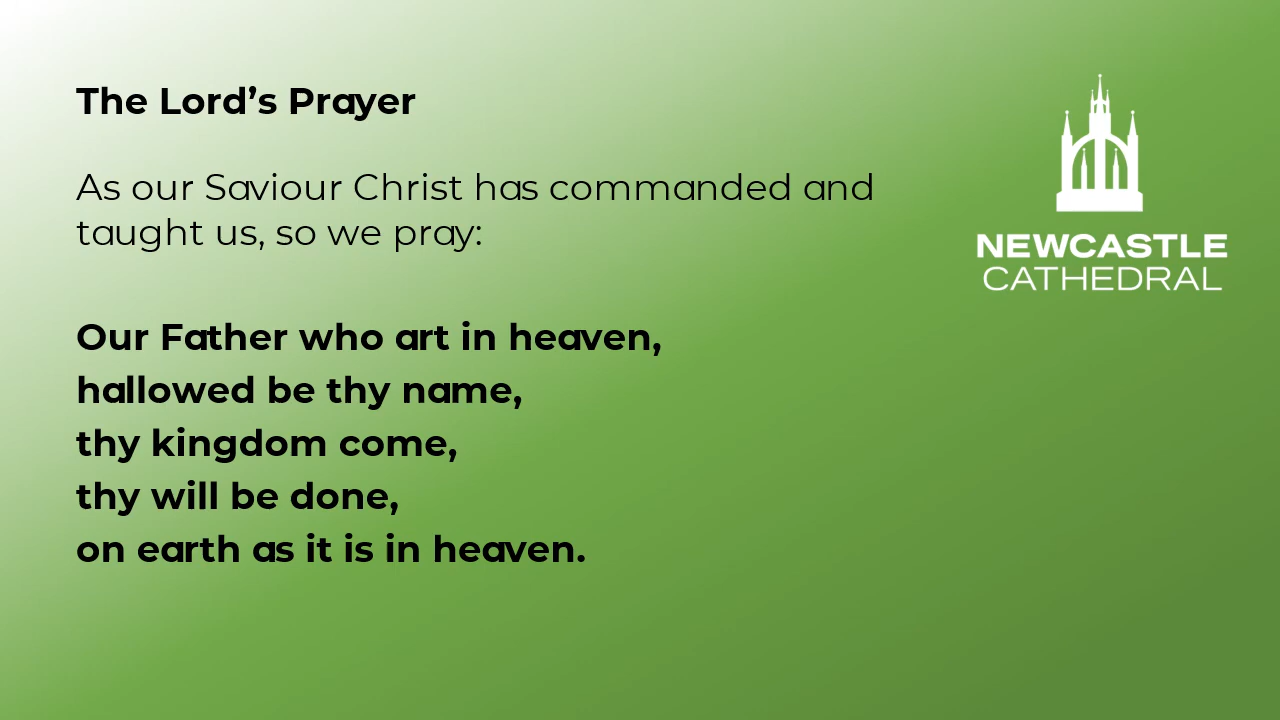 The Lord’s Prayer
As our Saviour Christ has commanded and
taught us, so we pray:
Our Father who art in heaven,
hallowed be thy name,
thy kingdom come,
thy will be done,
on earth as it is in heaven.
NEWCASTLE
CATHEDRAL